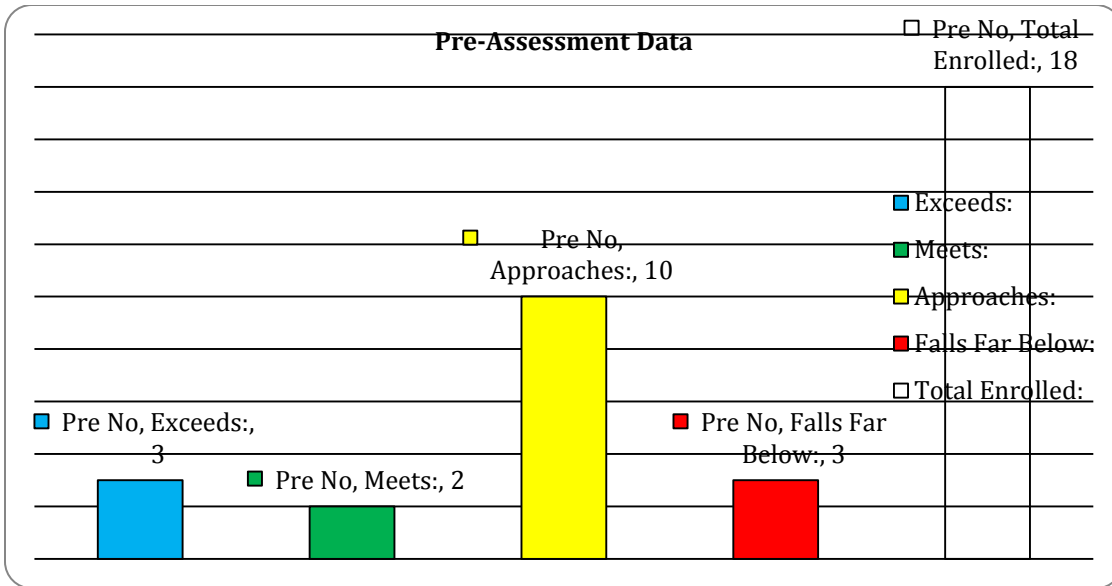 Pre-Assessment Data
Pre No, Total
Enrolled:, 18
Pre No,
Approaches:, 10
Pre No, Exceeds:,
3
Pre No, Meets:, 2
Pre No, Falls Far
Below:, 3
Exceeds:
Meets:
Approaches:
Falls Far Below:
Total Enrolled: